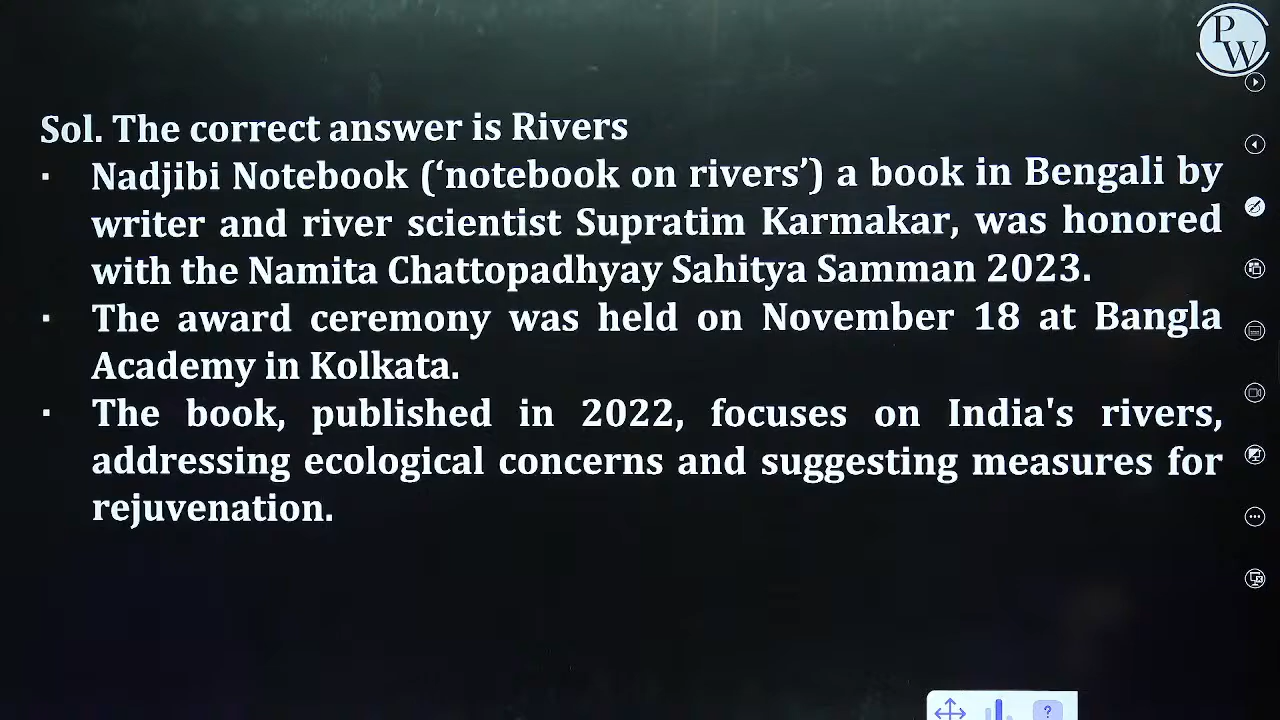 PW
Sol. The correct answer is Rivers
· Nadjibi Notebook (‘notebook on rivers’) a book in Bengali by
writer and river scientist Supratim Karmakar, was honored
with the Namita Chattopadhyay Sahitya Samman 2023.
· The award ceremony was held on November 18 at Bangla
Academy in Kolkata.
· The book, published in 2022, focuses on India's rivers,
addressing ecological concerns and suggesting measures for
rejuvenation.
?